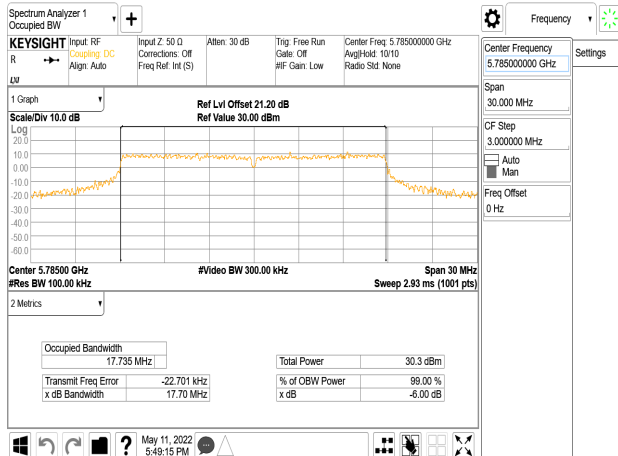 Spectrum Analyzer 1
Occupied BW
Frequency
KEYSIGHT
R
Input: RF
Coupling: DC
Align: Auto
Input Z: 50 Ω
Corrections: Off
Freq Ref: Int (S)
Atten: 30 dB
Trig: Free Run
Gate: Off
#IF Gain: Low
Center Freq: 5.785000000 GHz
Avg|Hold: 10/10
Radio Std: None
Center Frequency
5.785000000 GHz
Settings
Span
30.000 MHz
CF Step
3.000000 MHz
Auto
Man
Freq Offset
0 Hz
1 Graph
Scale/Div 10.0 dB
Ref Lvl Offset 21.20 dB
Ref Value 30.00 dBm
Log
20.0
10.0
0.00
-10.0
-20.0
-30.0
-40.0
-50.0
-60.0
Center 5.78500 GHz
#Video BW 300.00 kHz
Span 30 MHz
#Res BW 100.00 kHz
Sweep 2.93 ms (1001 pts)
2 Metrics
Occupied Bandwidth
17.735 MHz
Total Power 30.3 dBm
Transmit Freq Error -22.701 kHz
% of OBW Power 99.00 %
x dB Bandwidth 17.70 MHz
x dB -6.00 dB
?
May 11, 2022
5:49:15 PM